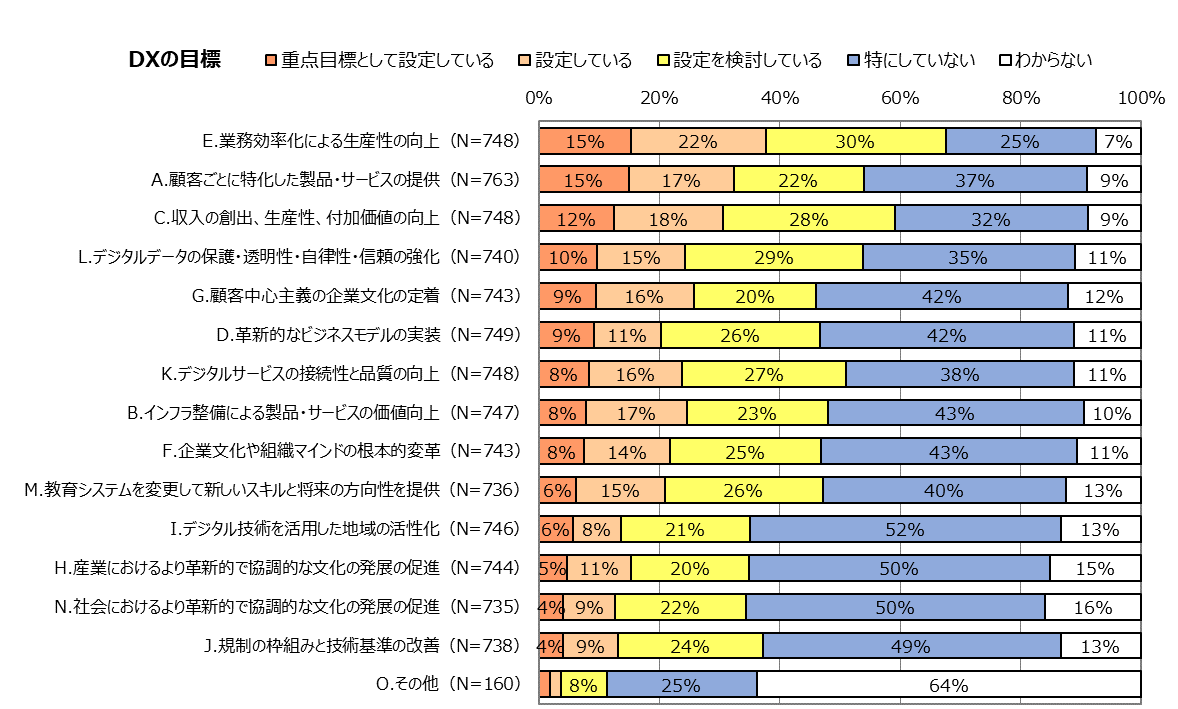 DXの目標 重点目標として設定している 設定している 設定を検討している 特にしていない わからない
0% 20% 40% 60% 80% 100%
E.業務効率化による生産性の向上（N=748） 15% 22% 30% 25% 7%
A.顧客ごとに特化した製品・サービスの提供（N=763） 15% 17% 22% 37% 9%
C.収入の創出、生産性、付加価値の向上（N=748） 12% 18% 28% 32% 9%
L.デジタルデータの保護・透明性・自律性・信頼の強化（N=740） 10% 15% 29% 35% 11%
G.顧客中心主義の企業文化の定着（N=743） 9% 16% 20% 42% 12%
D.革新的なビジネスモデルの実装（N=749） 9% 11% 26% 42% 11%
K.デジタルサービスの接続性と品質の向上（N=748） 8% 16% 27% 38% 11%
B.インフラ整備による製品・サービスの価値向上（N=747） 8% 17% 23% 43% 10%
F.企業文化や組織マインドの根本的変革（N=743） 8% 14% 25% 43% 11%
M.教育システムを変更して新しいスキルと将来の方向性を提供（N=736） 6% 15% 26% 40% 13%
I.デジタル技術を活用した地域の活性化（N=746） 6% 8% 21% 52% 13%
H.産業におけるより革新的で協調的な文化の発展の促進（N=744） 5% 11% 20% 50% 15%
N.社会におけるより革新的で協調的な文化の発展の促進（N=735） 4% 9% 22% 50% 16%
J.規制の枠組みと技術基準の改善（N=738） 4% 9% 24% 49% 13%
O.その他（N=160） 8% 25% 64%